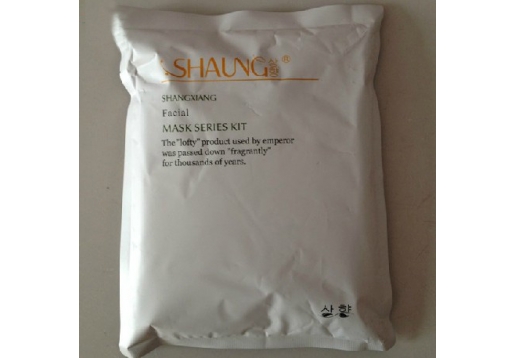 SHAUNG®
SHANGXIANG
Facial
MASK SERIES KIT
The "lofty" product used by emperor
was passed down "fragrantly"
for thousands of years.
산 향